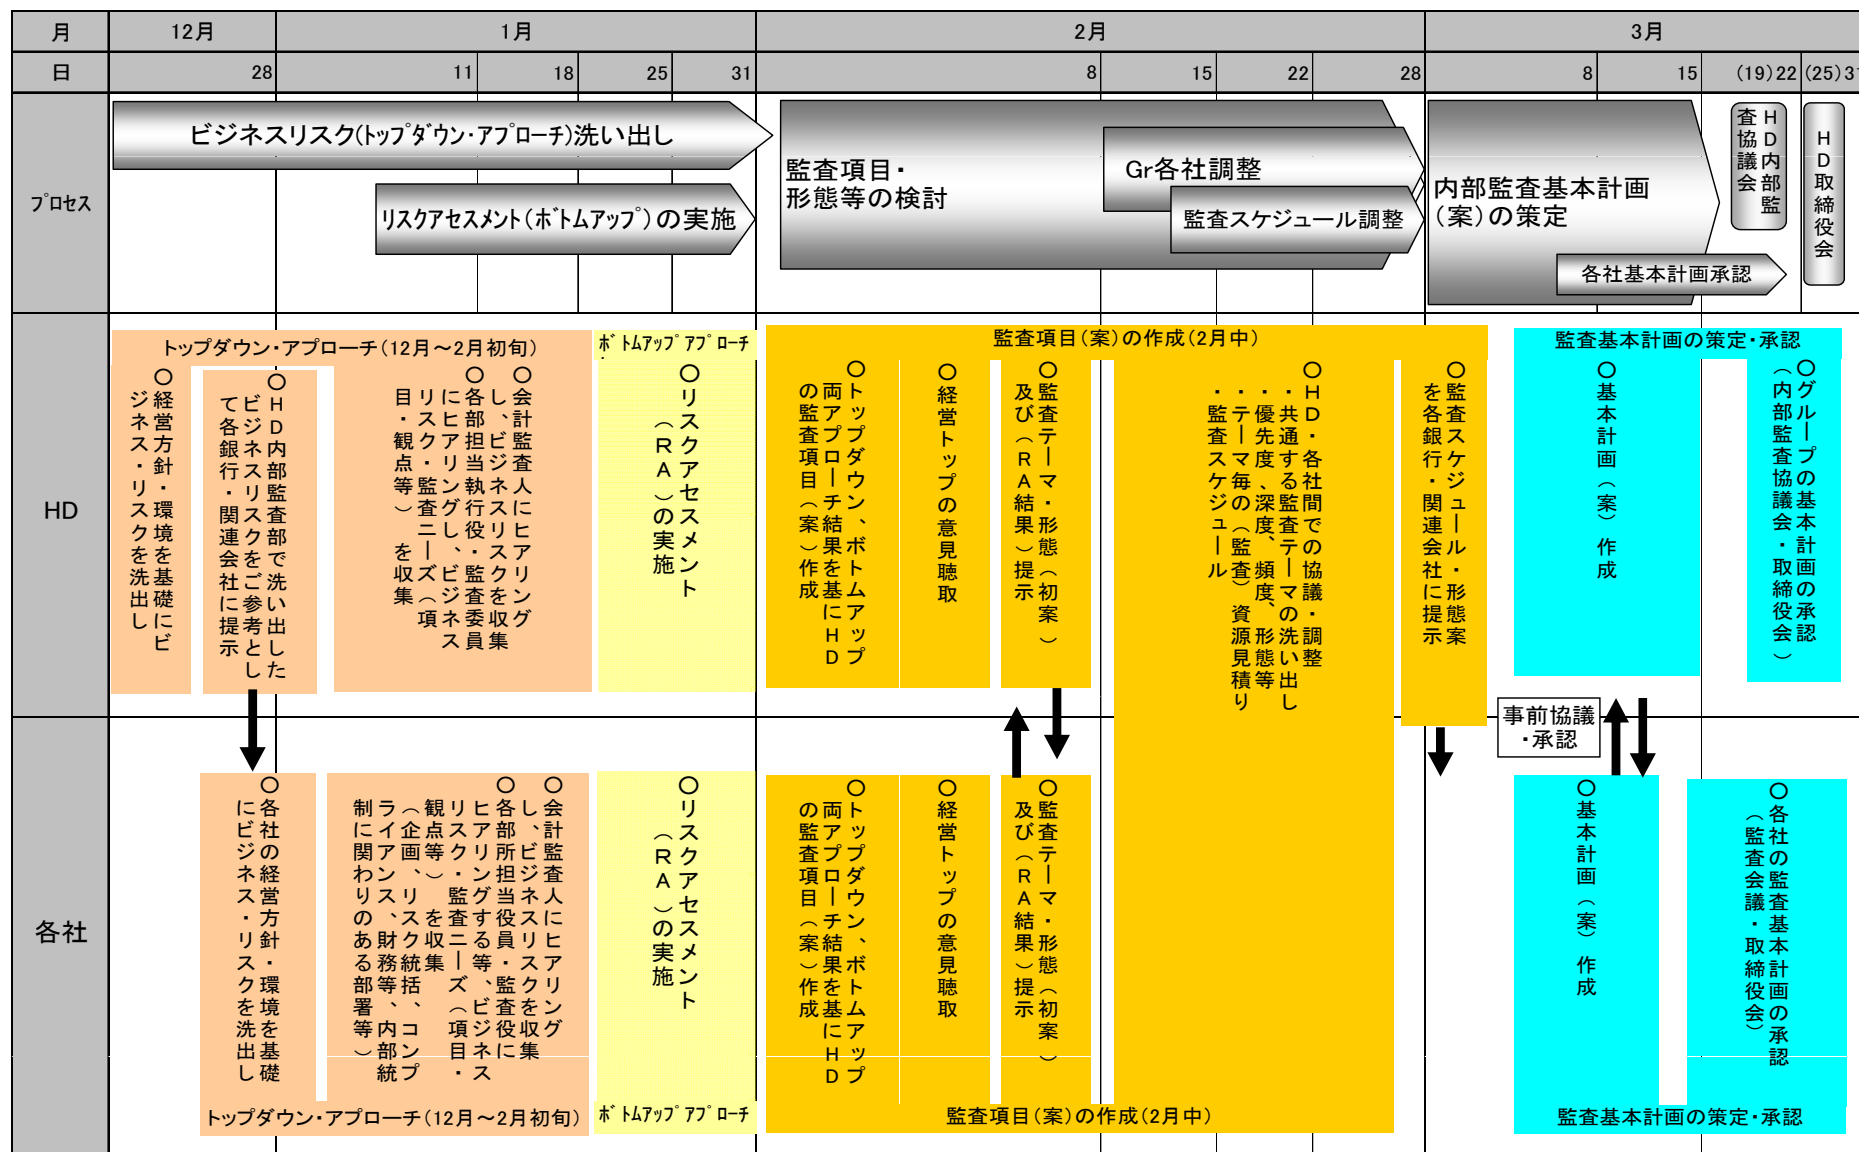 月
12月
1月
2月
3月
日
28
11
18
25
31
8
15
22
28
8
15
(19)22
(25)31
プロセス
ビジネスリスク(トップダウン・アプローチ)洗い出し
リスクアセスメント(ボトムアップ)の実施
監査項目・
形態等の検討
Gr各社調整
監査スケジュール調整
内部監査基本計画
(案)の策定
各社基本計画承認
HD内部監
査協議会
HD取締役会
HD
トップダウン・アプローチ(12月~2月初旬)
ボトムアップアプローチ
監査項目(案)の作成(2月中)
監査基本計画の策定・承認
○経営方針・環境を基礎にビ
ジネス・リスクを洗出し
○HD内部監査部で洗い出した
ビジネスリスクをご参考とし
て各銀行・関連会社に提示
○会計監査人にヒアリング
し、ビジネスリスクを収集
○各部担当執行役・監査委員
にヒアリングし、ビジネス
リスク・監査ニーズ(項
目・観点等)を収集
○リスクアセスメント
(RA)の実施
○トップダウン、ボトムアップ
両アプローチ結果を基にHD
の監査項目(案)作成
○経営トップの意見聴取
○監査テーマ・形態(初案)
及び(RA結果)提示
○HD・各社間での協議・調整
・共通する監査テーマの洗い出し
・優先度、深度、頻度、形態等
・テーマ毎の(監査)資源見積り
・監査スケジュール
○監査スケジュール・形態案
を各銀行・関連会社に提示
○基本計画(案)作成
○グループの基本計画の承認
(内部監査協議会・取締役会)
事前協議
・承認
各社
○各社の経営方針・環境を基礎
にビジネス・リスクを洗出し
○会計監査人にヒアリング
し、ビジネスリスクを収集
○各部所担当役員・監査役に
ヒアリングする等、ビジネス
リスク・監査ニーズ(項目・
観点等)を収集
(企画、リスク統括、コンプ
ライアンス、財務等、内部統
制に関わりのある部署等)
○リスクアセスメント
(RA)の実施
○トップダウン、ボトムアップ
両アプローチ結果を基にHD
の監査項目(案)作成
○経営トップの意見聴取
○監査テーマ・形態(初案)
及び(RA結果)提示
○基本計画(案)作成
○各社の監査基本計画の承認
(監査会議・取締役会)
トップダウン・アプローチ(12月~2月初旬)
ボトムアップアプローチ
監査項目(案)の作成(2月中)
監査基本計画の策定・承認